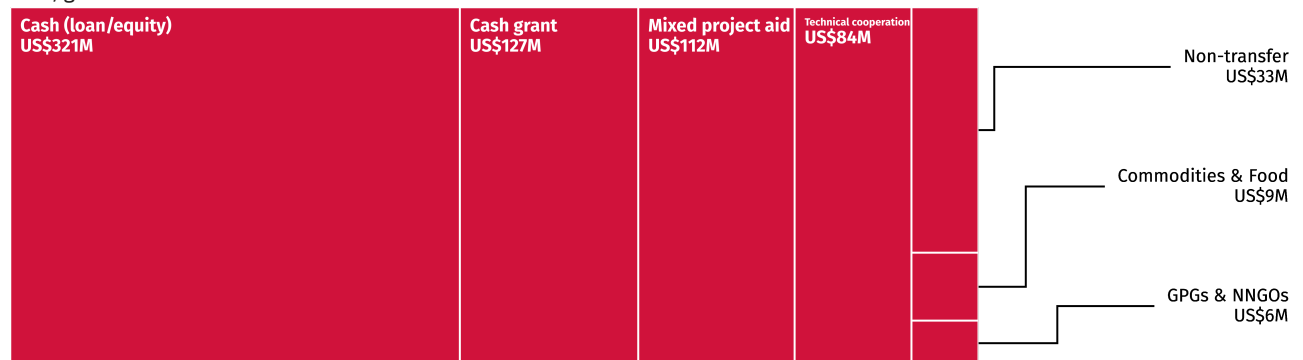 Cash (loan/equity)
US$321M
Cash grant
US$127M
Mixed project aid
US$112M
Technical cooperation
US$84M
Non-transfer
US$33M
Commodities & Food
US$9M
GPGs & NNGOs
US$6M